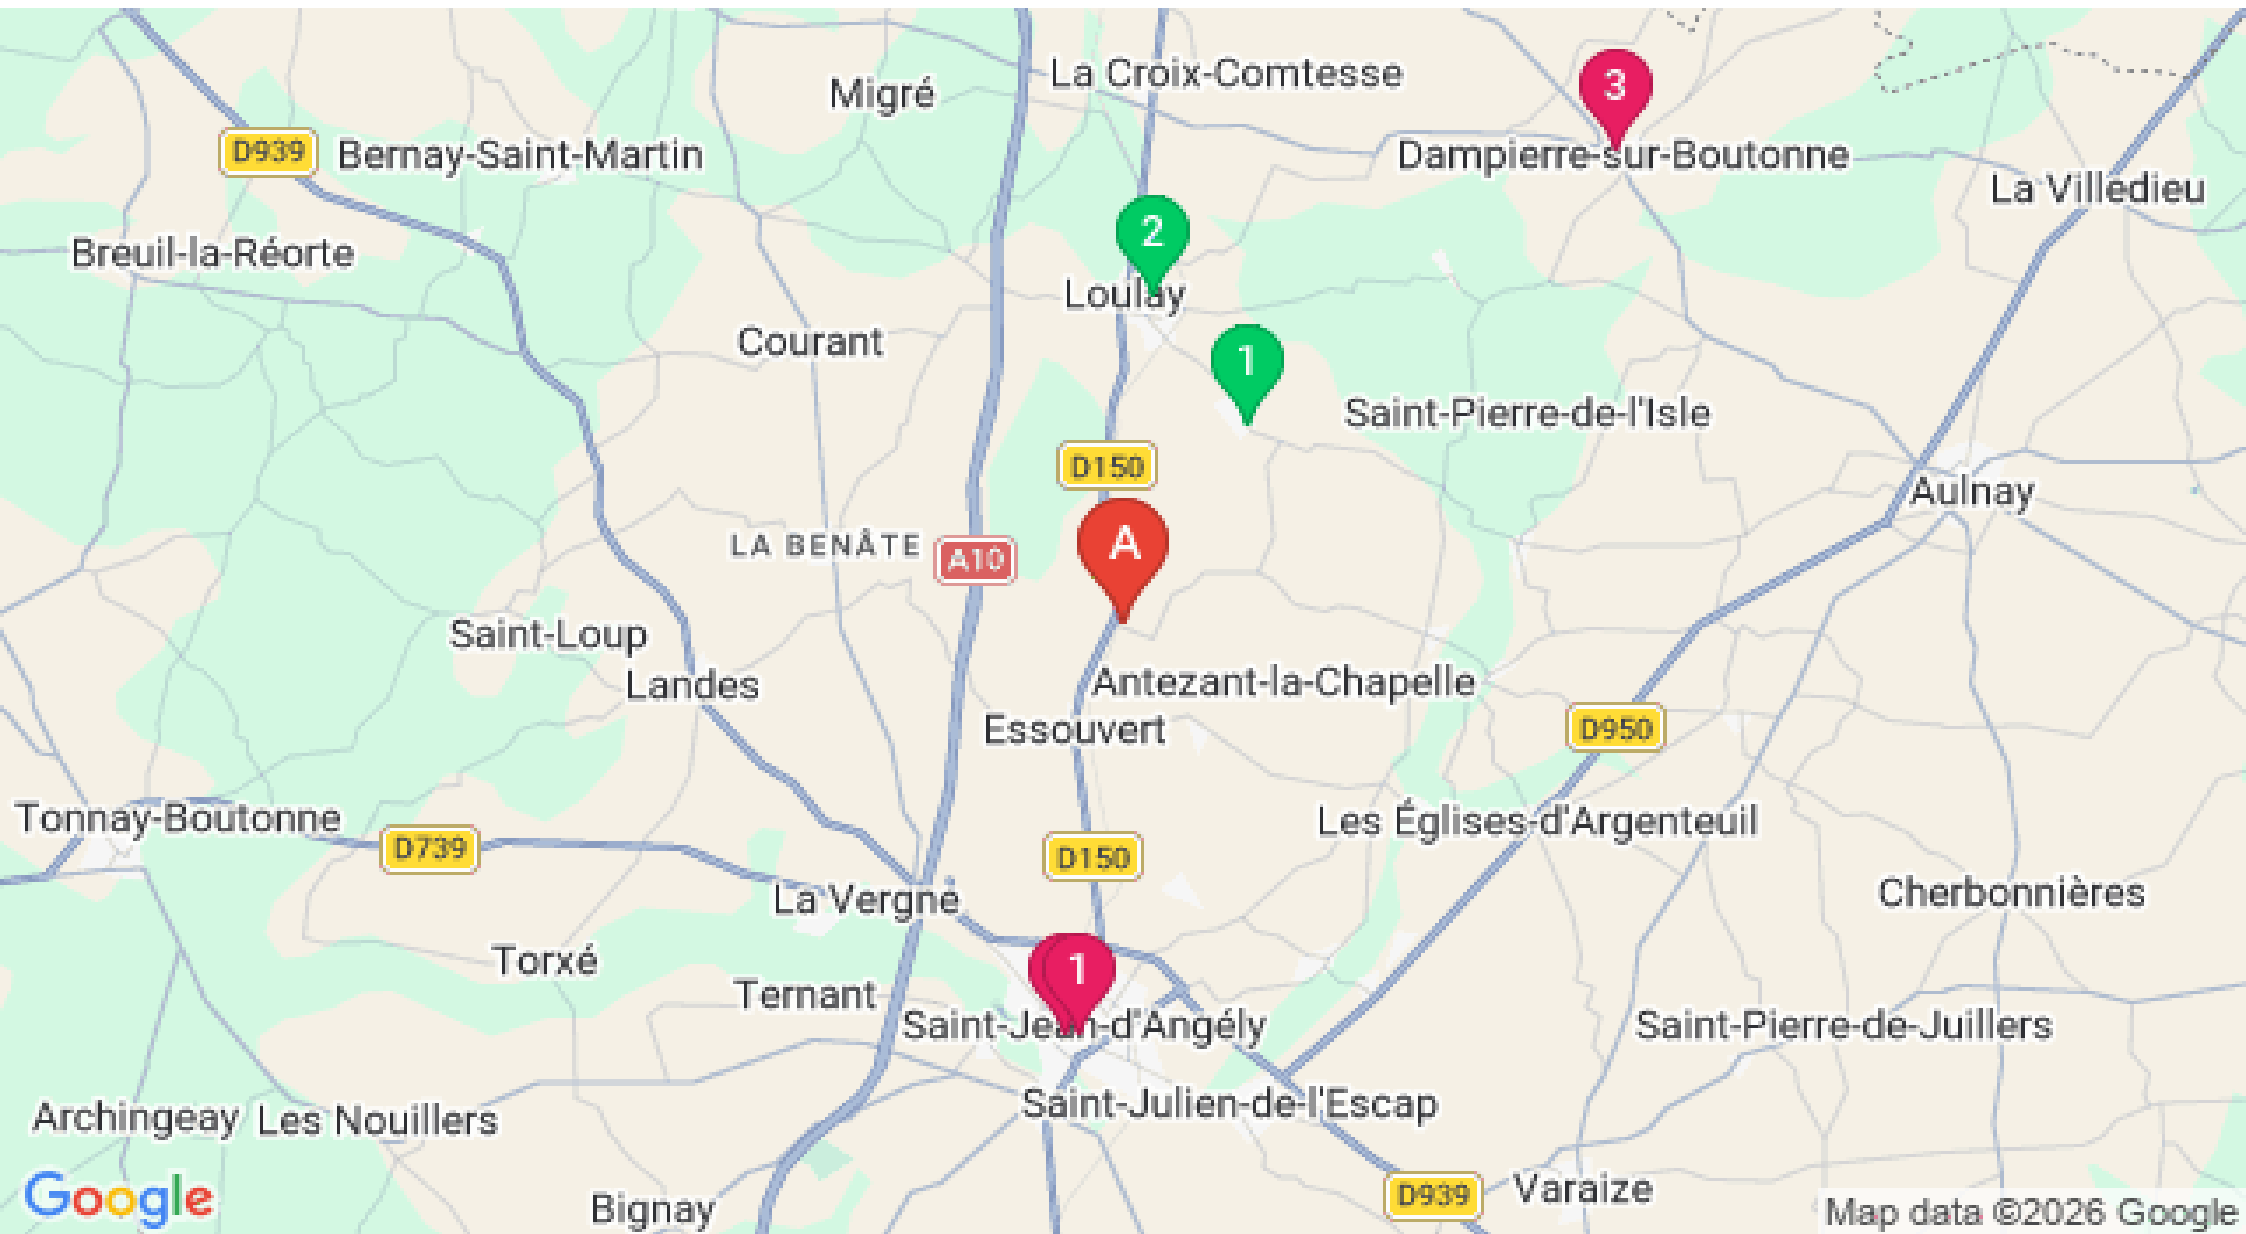 La Croix-Comtesse
3
Migré
D939
Bernay-Saint-Martin
Dampierre-sur-Boutonne
La Villedieu
2
Breuil-la-Réorte
Loulay
Courant
1
Saint-Pierre-de-l'Isle
D150
Aulnay
A
LA BENÂTE
A10
Saint-Loup
Landes
Antezant-la-Chapelle
Essouvert
D950
Tonnay-Boutonne
D739
D150
Les Églises-d'Argenteuil
La Vergne
Cherbonnières
Torxé
1
Ternant
Saint-Jean-d'Angély
Saint-Pierre-de-Juillers
Saint-Julien-de-l'Escap
Archingeay
Les Nouillers
Google
Bignay
D939
Varaize
Map data ©2026 Google